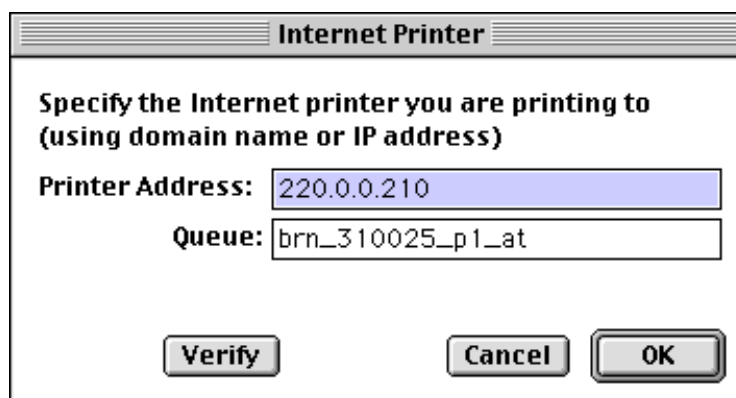 Internet Printer
Specify the Internet printer you are printing to
(using domain name or IP address)
Printer Address: 220.0.0.210
Queue: brn_310025_p1_at
Verify Cancel OK